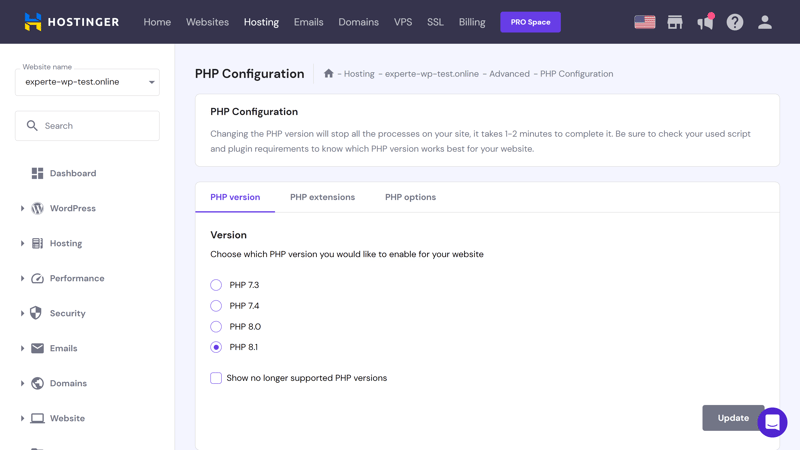 HOSTINGER
Home Websites Hosting Emails Domains VPS SSL Billing PRO Space
Website name
experte-wp-test.online
Search
Dashboard
WordPress
Hosting
Performance
Security
Emails
Domains
Website
PHP Configuration - Hosting - experte-wp-test.online - Advanced - PHP Configuration
PHP Configuration
Changing the PHP version will stop all the processes on your site, it takes 1-2 minutes to complete it. Be sure to check your used script
and plugin requirements to know which PHP version works best for your website.
PHP version PHP extensions PHP options
Version
Choose which PHP version you would like to enable for your website
PHP 7.3
PHP 7.4
PHP 8.0
PHP 8.1
Show no longer supported PHP versions
Update